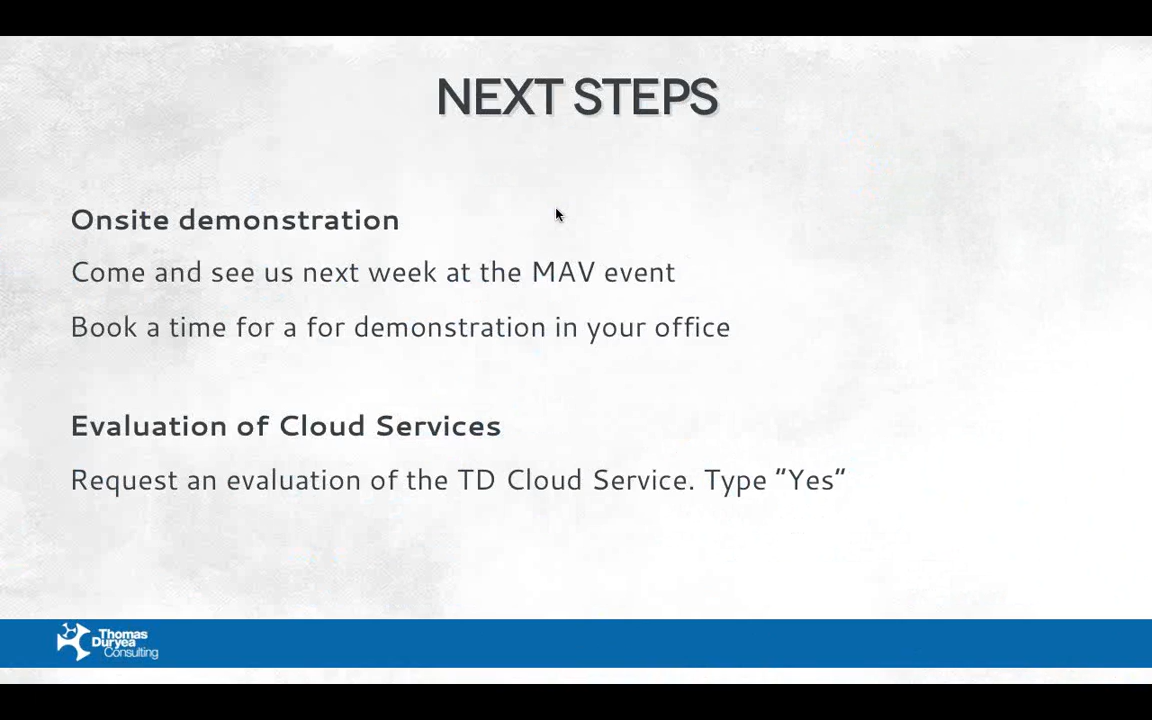 NEXT STEPS
Onsite demonstration
Come and see us next week at the MAV event
Book a time for a for demonstration in your office
Evaluation of Cloud Services
Request an evaluation of the TD Cloud Service. Type “Yes”
Thomas
Duryea
Consulting